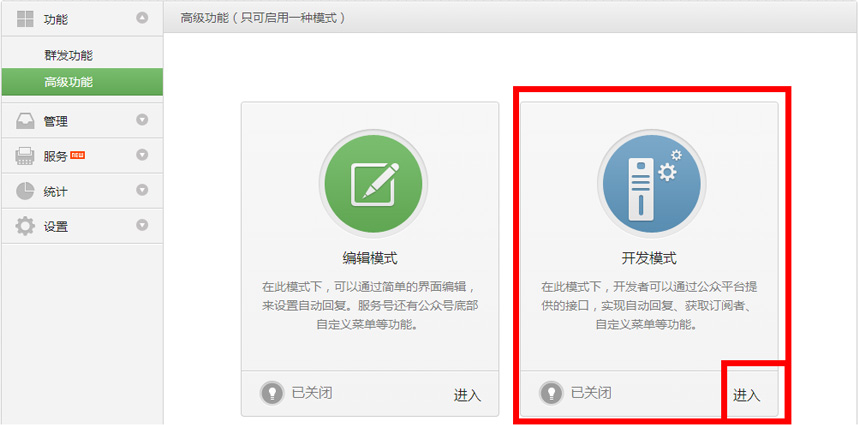 功能
群发功能
高级功能
管理
服务 NEW
统计
设置
高级功能（只可启用一种模式）
编辑模式
在此模式下，可以通过简单的界面编辑，
来设置自动回复。服务号还有公众号底部
自定义菜单等功能。
已关闭
进入
开发模式
在此模式下，开发者可以通过公众平台提
供的接口，实现自动回复、获取订阅者、
自定义菜单等功能。
已关闭
进入